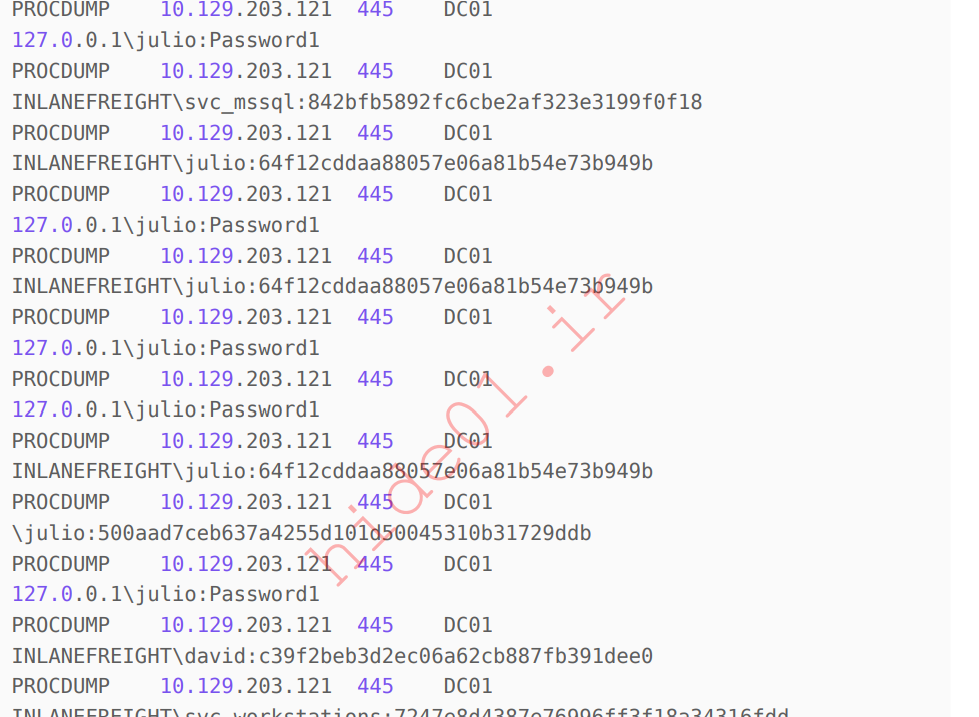 PROCDUMP 10.129.203.121 445 DC01
127.0.0.1\julio:Password1
PROCDUMP 10.129.203.121 445 DC01
INLANEFREIGHT\svc_mssql:842bfb5892fc6cbe2af323e3199f0f18
PROCDUMP 10.129.203.121 445 DC01
INLANEFREIGHT\julio:64f12cddaa88057e06a81b54e73b949b
PROCDUMP 10.129.203.121 445 DC01
127.0.0.1\julio:Password1
PROCDUMP 10.129.203.121 445 DC01
INLANEFREIGHT\julio:64f12cddaa88057e06a81b54e73b949b
PROCDUMP 10.129.203.121 445 DC01
127.0.0.1\julio:Password1
PROCDUMP 10.129.203.121 445 DC01
127.0.0.1\julio:Password1
PROCDUMP 10.129.203.121 445 DC01
INLANEFREIGHT\julio:64f12cddaa88057e06a81b54e73b949b
PROCDUMP 10.129.203.121 445 DC01
\julio:500aad7ceb637a4255d101d50045310b31729ddb
PROCDUMP 10.129.203.121 445 DC01
127.0.0.1\julio:Password1
PROCDUMP 10.129.203.121 445 DC01
INLANEFREIGHT\david:c39f2beb3d2ec06a62cb887fb391dee0
PROCDUMP 10.129.203.121 445 DC01
INLANEFREIGHT\svc_workstations:7247e8d4387e76996ff3f18a34316fdd
hide01.ir